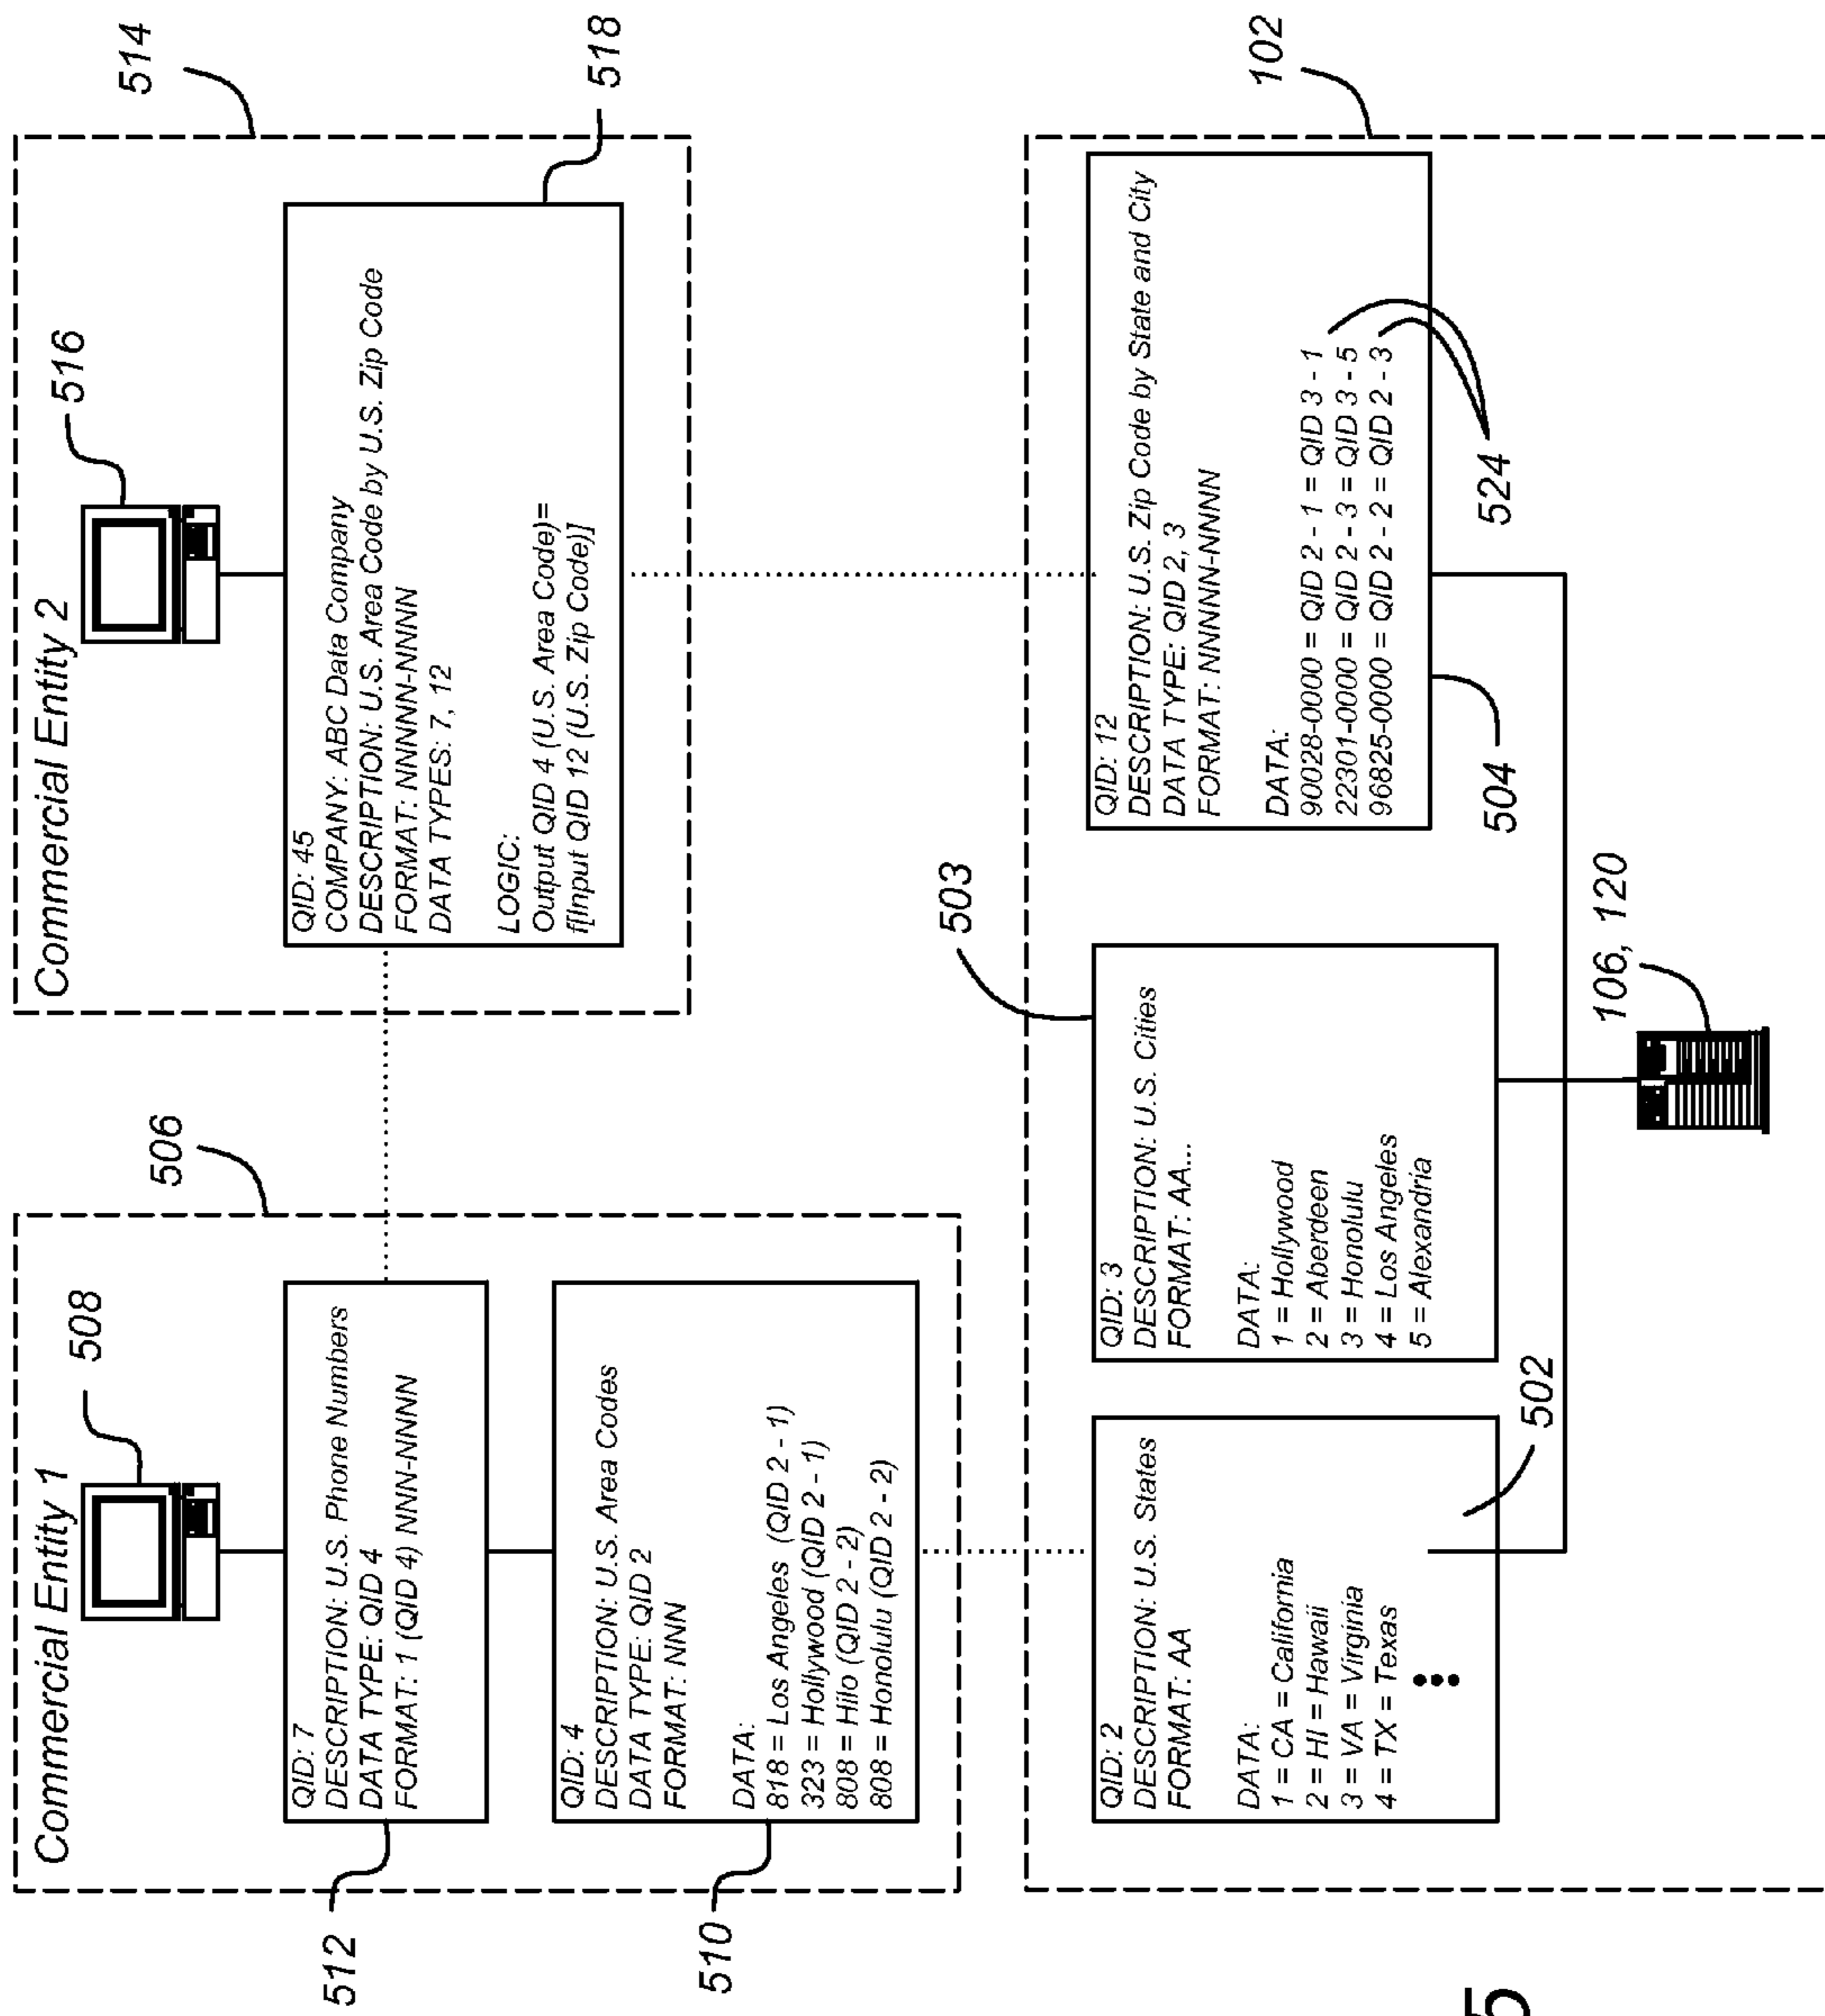 Commercial Entity 1
508
506
QID: 7
DESCRIPTION: U.S. Phone Numbers
DATA TYPE: QID 4
FORMAT: 1 (QID 4) NNN-NNNN
512
QID: 4
DESCRIPTION: U.S. Area Codes
DATA TYPE: QID 2
FORMAT: NNN
DATA:
818 = Los Angeles (QID 2 - 1)
323 = Hollywood (QID 2 - 1)
808 = Hilo (QID 2 - 2)
808 = Honolulu (QID 2 - 2)
510
Commercial Entity 2
516
514
QID: 45
COMPANY: ABC Data Company
DESCRIPTION: U.S. Area Code by U.S. Zip Code
FORMAT: NNNNN-NNNN
DATA TYPES: 7, 12
LOGIC:
Output QID 4 (U.S. Area Code)=
f[Input QID 12 (U.S. Zip Code)]
518
QID: 2
DESCRIPTION: U.S. States
FORMAT: AA
DATA:
1 = CA = California
2 = HI = Hawaii
3 = VA = Virginia
4 = TX = Texas
502
503
QID: 3
DESCRIPTION: U.S. Cities
FORMAT: AA...
DATA:
1 = Hollywood
2 = Aberdeen
3 = Honolulu
4 = Los Angeles
5 = Alexandria
102
QID: 12
DESCRIPTION: U.S. Zip Code by State and City
DATA TYPE: QID 2, 3
FORMAT: NNNNN-NNNN
DATA:
90028-0000 = QID 2 - 1 = QID 3 - 1
22301-0000 = QID 2 - 3 = QID 3 - 5
96825-0000 = QID 2 - 2 = QID 2 - 3
504
524
106, 120
5